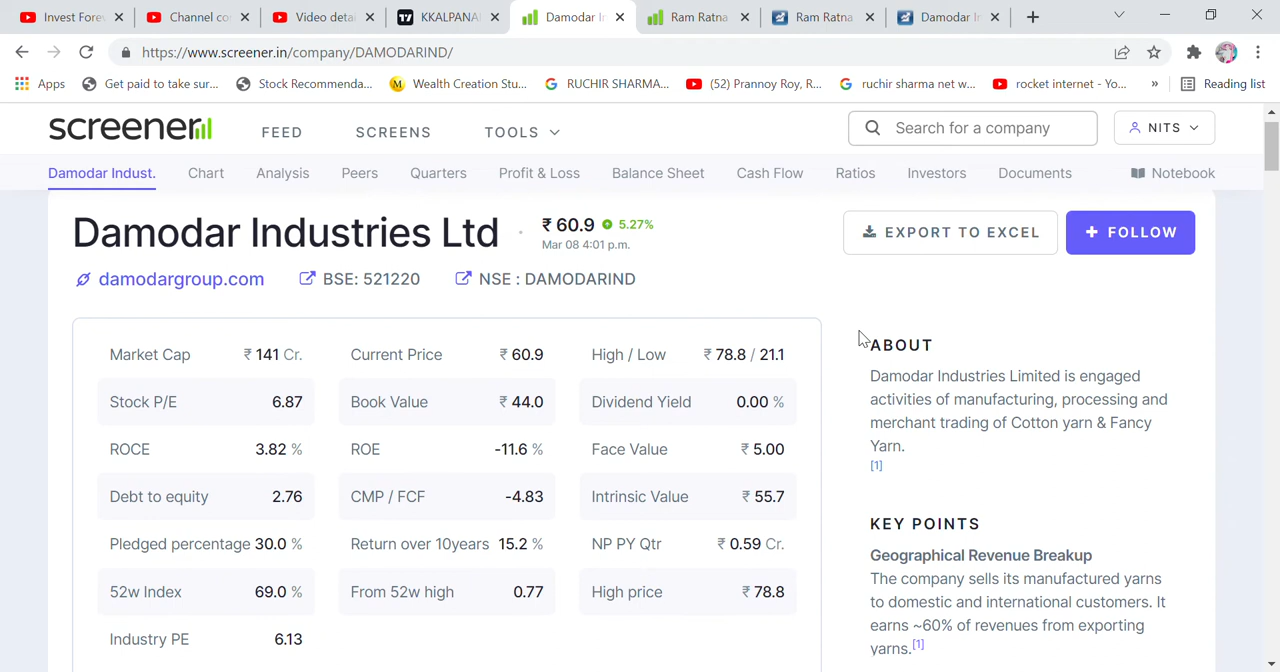 Invest Fore
Channel co
Video detai
KKALPANA
Damodar In
Ram Ratna
Ram Ratna
Damodar In
https://www.screener.in/company/DAMODARIND/
Apps
Get paid to take sur...
Stock Recommenda...
Wealth Creation Stu...
RUCHIR SHARMA...
(52) Prannoy Roy, R...
ruchir sharma net w...
rocket internet - Yo...
»
Reading list
screener
FEED
SCREENS
TOOLS
Search for a company
NITS
Damodar Indust.
Chart
Analysis
Peers
Quarters
Profit & Loss
Balance Sheet
Cash Flow
Ratios
Investors
Documents
Notebook
Damodar Industries Ltd
₹ 60.9 5.27%
Mar 08 4:01 p.m.
EXPORT TO EXCEL
+ FOLLOW
damodargroup.com
BSE: 521220
NSE : DAMODARIND
Market Cap ₹ 141 Cr.
Current Price ₹ 60.9
High / Low ₹ 78.8 / 21.1
Stock P/E 6.87
Book Value ₹ 44.0
Dividend Yield 0.00 %
ROCE 3.82 %
ROE -11.6 %
Face Value ₹ 5.00
Debt to equity 2.76
CMP / FCF -4.83
Intrinsic Value ₹ 55.7
Pledged percentage 30.0 %
Return over 10years 15.2 %
NP PY Qtr ₹ 0.59 Cr.
52w Index 69.0 %
From 52w high 0.77
High price ₹ 78.8
Industry PE 6.13
ABOUT
Damodar Industries Limited is engaged
activities of manufacturing, processing and
merchant trading of Cotton yarn & Fancy
Yarn.
[1]
KEY POINTS
Geographical Revenue Breakup
The company sells its manufactured yarns
to domestic and international customers. It
earns ~60% of revenues from exporting
yarns.[1]